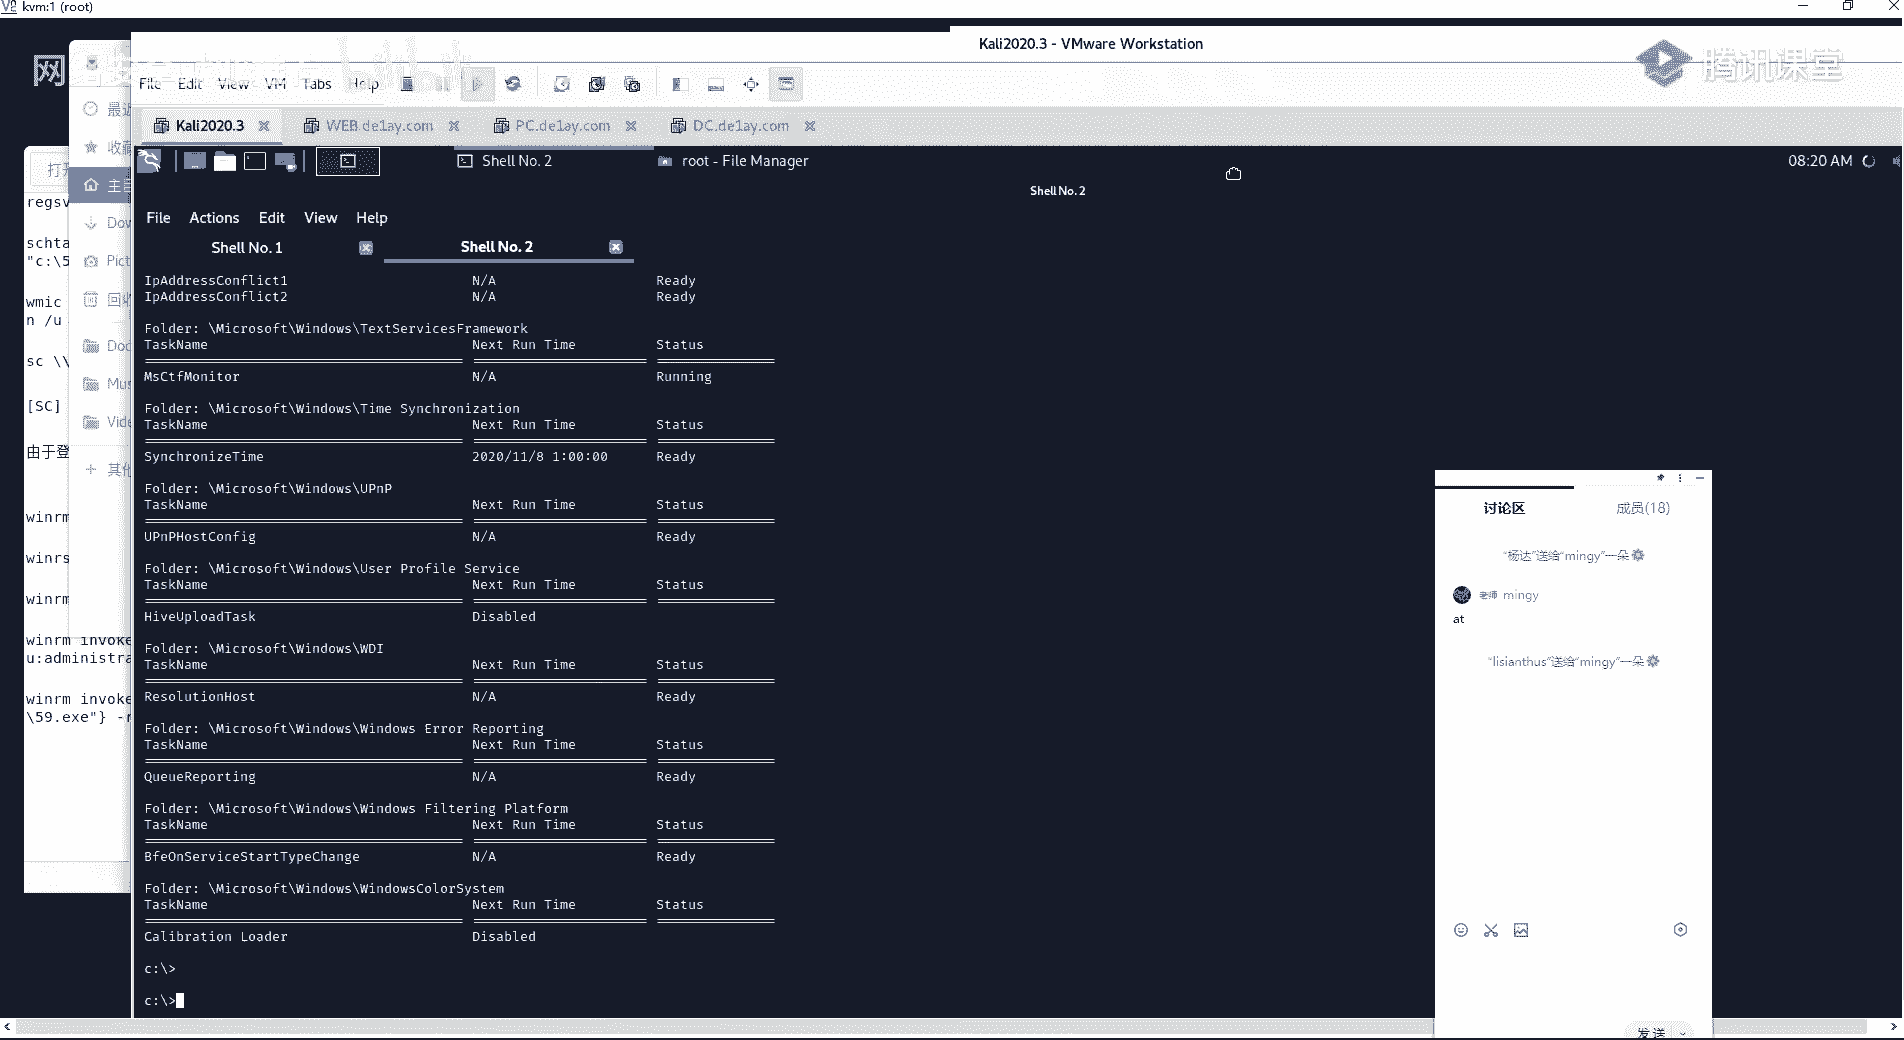 kvm:1 (root)
Kali2020.3 - VMware Workstation
腾讯课堂
网
File Edit View VM Tabs Help
Kali2020.3
WEB.de1ay.com
PC.de1ay.com
DC.de1ay.com
Shell No. 2
root - File Manager
08:20 AM
Shell No. 2
File Actions Edit View Help
Shell No. 1
Shell No. 2
IpAddressConflict1 N/A Ready
IpAddressConflict2 N/A Ready
Folder: \Microsoft\Windows\TextServicesFramework
TaskName Next Run Time Status
MsCtfMonitor N/A Running
Folder: \Microsoft\Windows\Time Synchronization
TaskName Next Run Time Status
SynchronizeTime 2020/11/8 1:00:00 Ready
Folder: \Microsoft\Windows\UPnP
TaskName Next Run Time Status
UPnPHostConfig N/A Ready
Folder: \Microsoft\Windows\User Profile Service
TaskName Next Run Time Status
HiveUploadTask Disabled
Folder: \Microsoft\Windows\WDI
TaskName Next Run Time Status
ResolutionHost N/A Ready
Folder: \Microsoft\Windows\Windows Error Reporting
TaskName Next Run Time Status
QueueReporting N/A Ready
Folder: \Microsoft\Windows\Windows Filtering Platform
TaskName Next Run Time Status
BfeOnServiceStartTypeChange N/A Ready
Folder: \Microsoft\Windows\WindowsColorSystem
TaskName Next Run Time Status
Calibration Loader Disabled
c:\>
c:\>
regsv
schta
"c:\5
wmic
n /u
sc \\
[SC]
由于登
winrm
winrs
winrm
winrm invoke
u:administra
winrm invoke
\59.exe"} -r
最近
收藏
主目
Dow
Pict
回收
Doc
Mus
Vide
其他
讨论区
成员(18)
"杨达"送给"mingy"一朵
老师 mingy
at
"lisianthus"送给"mingy"一朵
发送